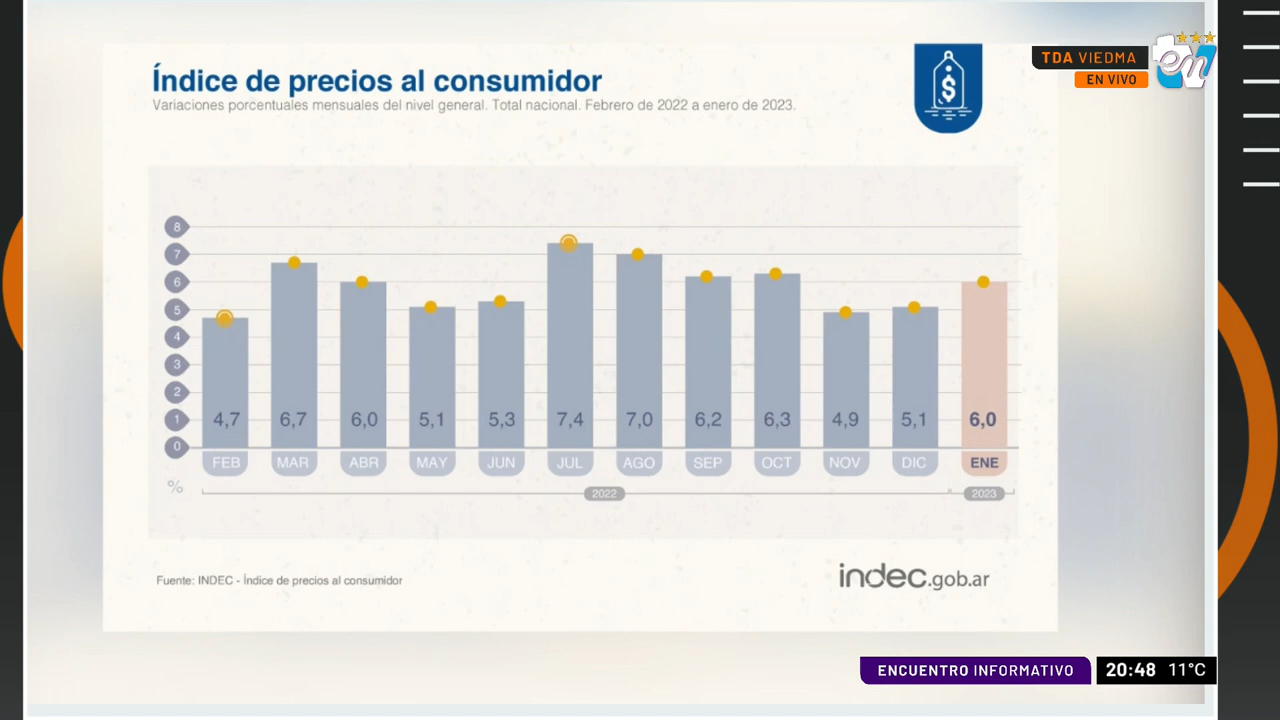 Índice de precios al consumidor
Variaciones porcentuales mensuales del nivel general. Total nacional. Febrero de 2022 a enero de 2023.
$
TDA VIEDMA
EN VIVO
en7
8
7
6
5
4
3
2
1
0
4,7 6,7 6,0 5,1 5,3 7,4 7,0 6,2 6,3 4,9 5,1 6,0
FEB MAR ABR MAY JUN JUL AGO SEP OCT NOV DIC ENE
%
2022 2023
Fuente: INDEC - Índice de precios al consumidor
indec.gob.ar
ENCUENTRO INFORMATIVO 20:48 11°C